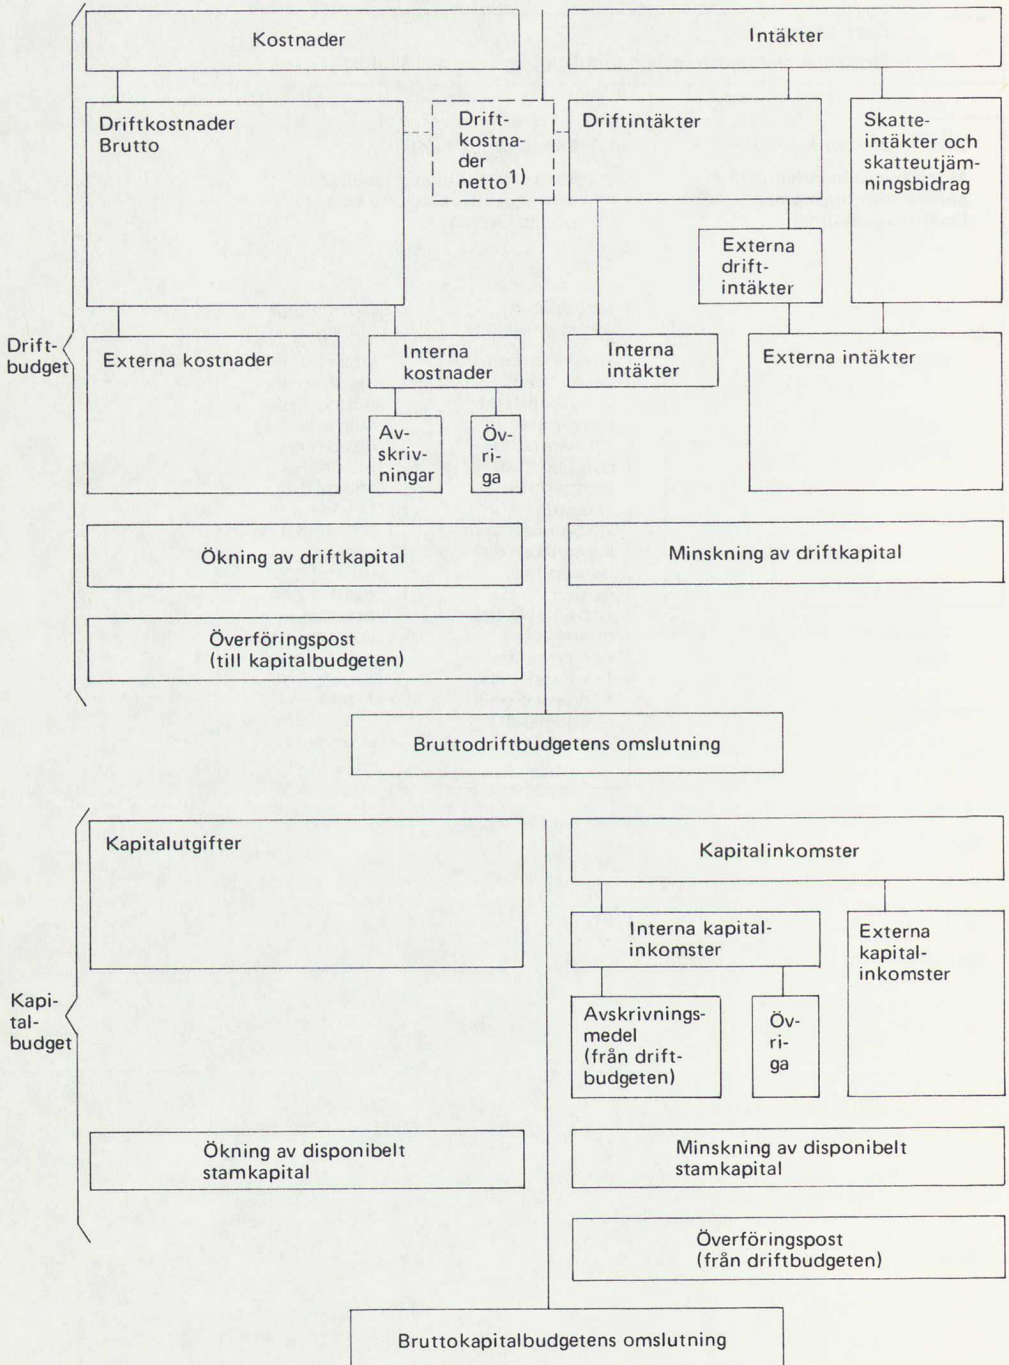 Kostnader
Intäkter
Driftkostnader
Brutto
Drift-
kostna-
der
netto1)
Driftintäkter
Skatte-
intäkter och
skatteutjäm-
ningsbidrag
Externa
drift-
intäkter
Drift-
budget
Externa kostnader
Interna
kostnader
Interna
intäkter
Externa intäkter
Av-
skriv-
ningar
Öv-
ri-
ga
Ökning av driftkapital
Minskning av driftkapital
Överföringspost
(till kapitalbudgeten)
Bruttodriftbudgetens omslutning
Kapitalutgifter
Kapitalinkomster
Interna kapital-
inkomster
Externa
kapital-
inkomster
Kapi-
tal-
budget
Avskrivnings-
medel
(från drift-
budgeten)
Öv-
ri-
ga
Ökning av disponibelt
stamkapital
Minskning av disponibelt
stamkapital
Överföringspost
(från driftbudgeten)
Bruttokapitalbudgetens omslutning